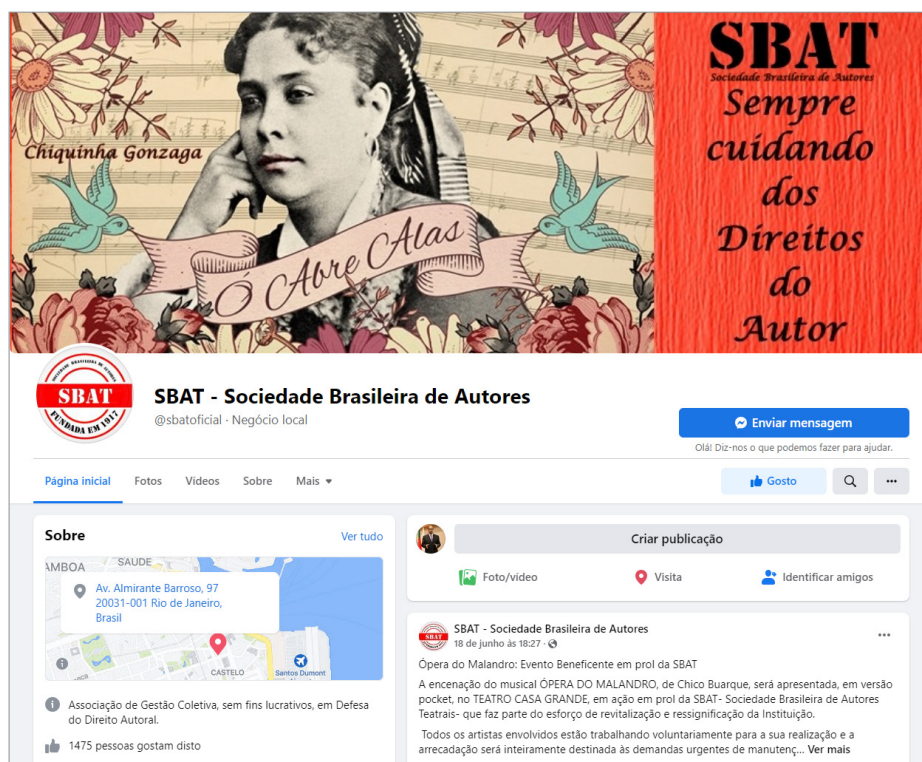 SBAT
Sociedade Brasileira de Autores
Sempre
cuidando
dos
Direitos
do
Autor
Chiquinha Gonzaga
Ó Abre Alas
SOCIEDADE BRASILEIRA DE AUTORES
SBAT
FUNDADA EM 1917
SBAT - Sociedade Brasileira de Autores
@sbatoficial · Negócio local
Enviar mensagem
Olá! Diz-nos o que podemos fazer para ajudar.
Página inicial Fotos Vídeos Sobre Mais
Gosto
Sobre Ver tudo
AMBOA SAUDE
Av. Almirante Barroso, 97
20031-001 Rio de Janeiro,
Brasil
CASTELO
Santos Dumont
Associação de Gestão Coletiva, sem fins lucrativos, em Defesa
do Direito Autoral.
1475 pessoas gostam disto
Criar publicação
Foto/vídeo Visita Identificar amigos
SBAT
SBAT - Sociedade Brasileira de Autores
18 de junho às 18:27 ·
Ópera do Malandro: Evento Beneficente em prol da SBAT
A encenação do musical ÓPERA DO MALANDRO, de Chico Buarque, será apresentada, em versão
pocket, no TEATRO CASA GRANDE, em ação em prol da SBAT- Sociedade Brasileira de Autores
Teatrais- que faz parte do esforço de revitalização e ressignificação da Instituição.
Todos os artistas envolvidos estão trabalhando voluntariamente para a sua realização e a
arrecadação será inteiramente destinada às demandas urgentes de manutenç... Ver mais